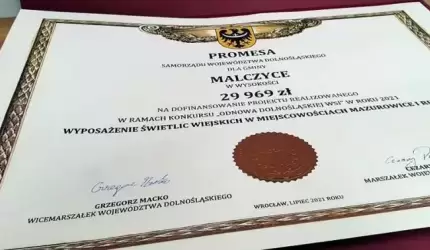 PROMESA
SAMORZĄDU WOJEWÓDZTWA DOLNOŚLĄSKIEGO
DLA GMINY
MALCZYCE
W WYSOKOŚCI
29 969 zł
NA DOFINANSOWANIE PROJEKTU REALIZOWANEGO
W RAMACH KONKURSU „ODNOWA DOLNOŚLĄSKIEJ WSI” W ROKU 2021
WYPOSAŻENIE ŚWIETLIC WIEJSKICH W MIEJSCOWOŚCIACH MAZUROWICE I
GRZEGORZ MACKO
WICEMARSZAŁEK WOJEWÓDZTWA DOLNOŚLĄSKIEGO
WROCŁAW, LIPIEC 2021 ROKU
CEZAR
MARSZAŁEK WOJE